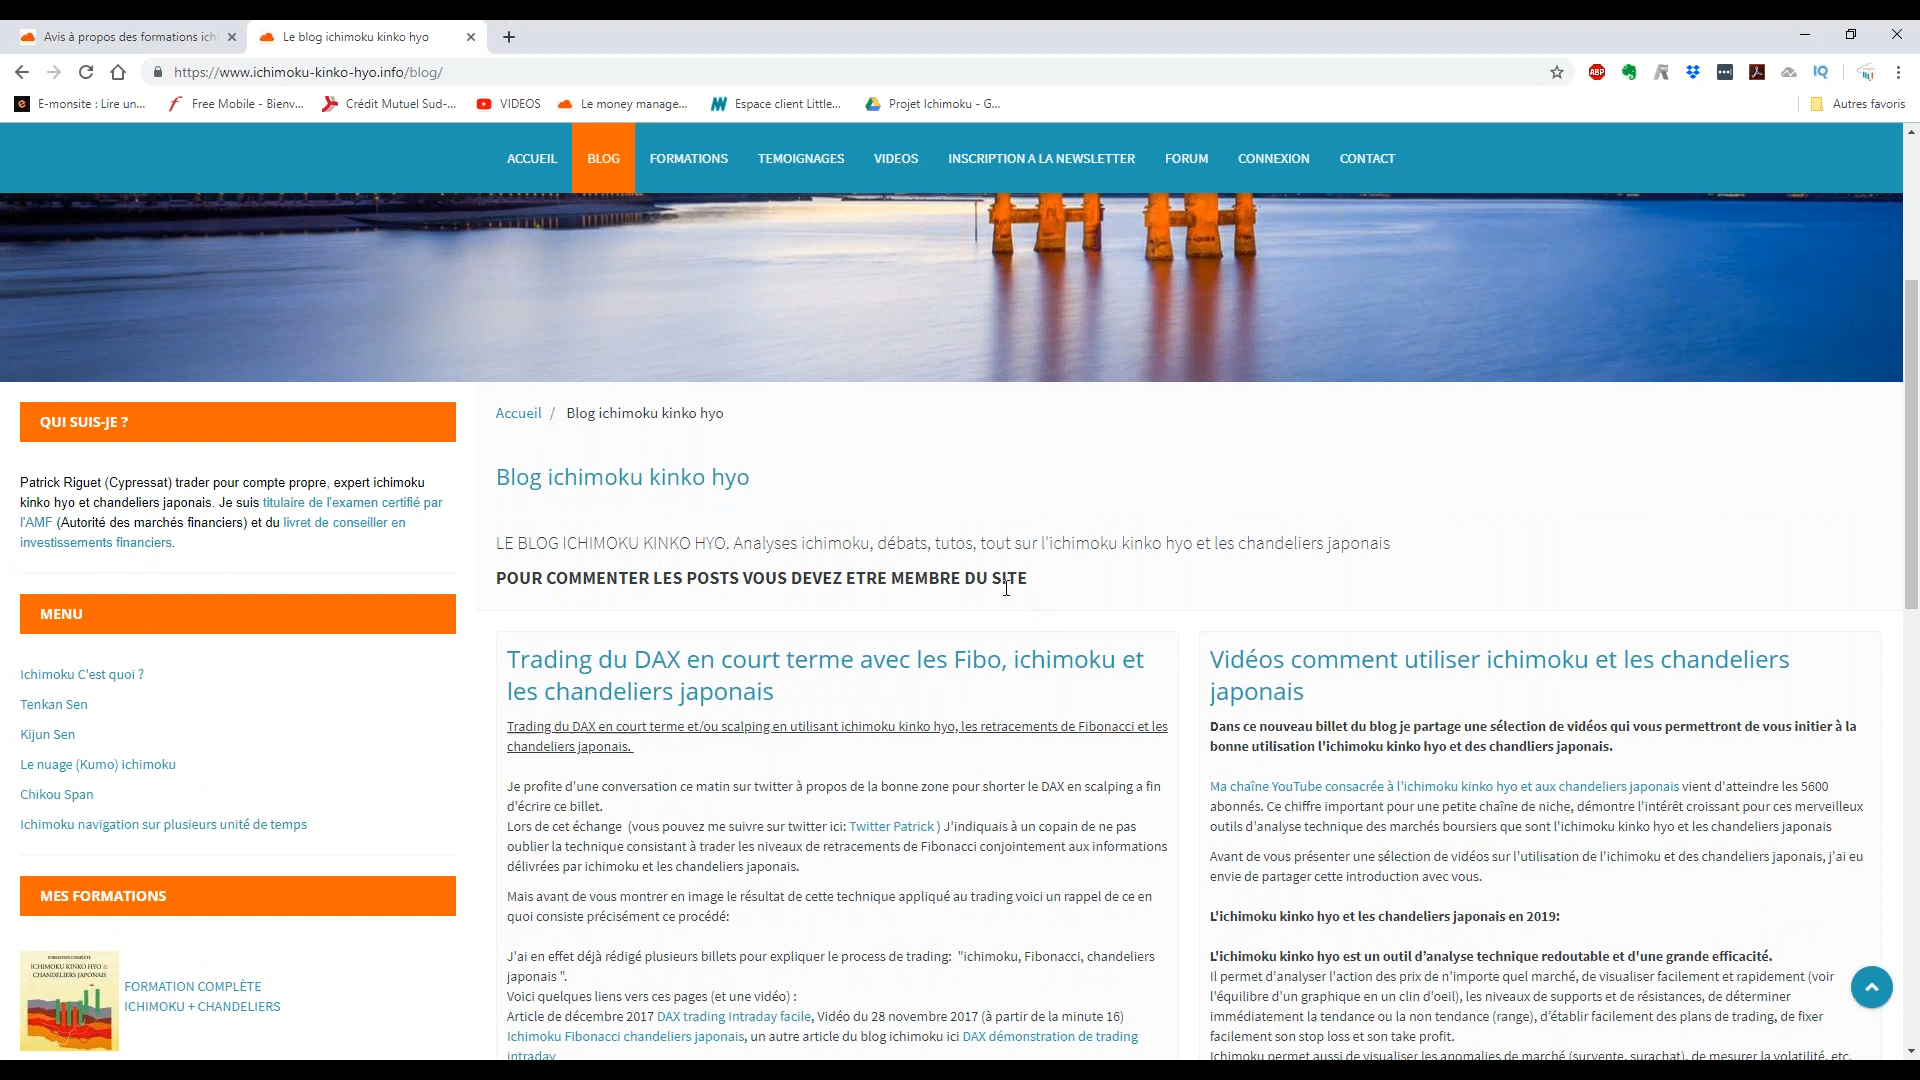 Avis à propos des formations ich
Le blog ichimoku kinko hyo
https://www.ichimoku-kinko-hyo.info/blog/
ABP
IQ
E-monsite : Lire un...
Free Mobile - Bienv...
Crédit Mutuel Sud-...
VIDEOS
Le money manage...
Espace client Little...
Projet Ichimoku - G...
Autres favoris
ACCUEIL
BLOG
FORMATIONS
TEMOIGNAGES
VIDEOS
INSCRIPTION A LA NEWSLETTER
FORUM
CONNEXION
CONTACT
QUI SUIS-JE ?
Patrick Riguet (Cypressat) trader pour compte propre, expert ichimoku
kinko hyo et chandeliers japonais. Je suis titulaire de l'examen certifié par
l'AMF (Autorité des marchés financiers) et du livret de conseiller en
investissements financiers.
MENU
Ichimoku C'est quoi ?
Tenkan Sen
Kijun Sen
Le nuage (Kumo) ichimoku
Chikou Span
Ichimoku navigation sur plusieurs unité de temps
MES FORMATIONS
FORMATION COMPLÈTE
ICHIMOKU KINKO HYO &
CHANDELIERS JAPONAIS
FORMATION COMPLÈTE
ICHIMOKU + CHANDELIERS
Accueil / Blog ichimoku kinko hyo
Blog ichimoku kinko hyo
LE BLOG ICHIMOKU KINKO HYO. Analyses ichimoku, débats, tutos, tout sur l'ichimoku kinko hyo et les chandeliers japonais
POUR COMMENTER LES POSTS VOUS DEVEZ ETRE MEMBRE DU SITE
Trading du DAX en court terme avec les Fibo, ichimoku et
les chandeliers japonais
Trading du DAX en court terme et/ou scalping en utilisant ichimoku kinko hyo, les retracements de Fibonacci et les
chandeliers japonais.
Je profite d'une conversation ce matin sur twitter à propos de la bonne zone pour shorter le DAX en scalping a fin
d'écrire ce billet.
Lors de cet échange (vous pouvez me suivre sur twitter ici: Twitter Patrick ) J'indiquais à un copain de ne pas
oublier la technique consistant à trader les niveaux de retracements de Fibonacci conjointement aux informations
délivrées par ichimoku et les chandeliers japonais.
Mais avant de vous montrer en image le résultat de cette technique appliqué au trading voici un rappel de ce en
quoi consiste précisément ce procédé:
J'ai en effet déjà rédigé plusieurs billets pour expliquer le process de trading: "ichimoku, Fibonacci, chandeliers
japonais ".
Voici quelques liens vers ces pages (et une vidéo) :
Article de décembre 2017 DAX trading Intraday facile, Vidéo du 28 novembre 2017 (à partir de la minute 16)
Ichimoku Fibonacci chandeliers japonais, un autre article du blog ichimoku ici DAX démonstration de trading
intraday
Vidéos comment utiliser ichimoku et les chandeliers
japonais
Dans ce nouveau billet du blog je partage une sélection de vidéos qui vous permettront de vous initier à la
bonne utilisation l'ichimoku kinko hyo et des chandliers japonais.
Ma chaîne YouTube consacrée à l'ichimoku kinko hyo et aux chandeliers japonais vient d'atteindre les 5600
abonnés. Ce chiffre important pour une petite chaîne de niche, démontre l'intérêt croissant pour ces merveilleux
outils d'analyse technique des marchés boursiers que sont l'ichimoku kinko hyo et les chandeliers japonais
Avant de vous présenter une sélection de vidéos sur l'utilisation de l'ichimoku et des chandeliers japonais, j'ai eu
envie de partager cette introduction avec vous.
L'ichimoku kinko hyo et les chandeliers japonais en 2019:
L'ichimoku kinko hyo est un outil d'analyse technique redoutable et d'une grande efficacité.
Il permet d'analyser l'action des prix de n'importe quel marché, de visualiser facilement et rapidement (voir
l'équilibre d'un graphique en un clin d'oeil), les niveaux de supports et de résistances, de déterminer
immédiatement la tendance ou la non tendance (range), d'établir facilement des plans de trading, de fixer
facilement son stop loss et son take profit.
Ichimoku permet aussi de visualiser les anomalies de marché (survente, surachat), de mesurer la volatilité, etc.